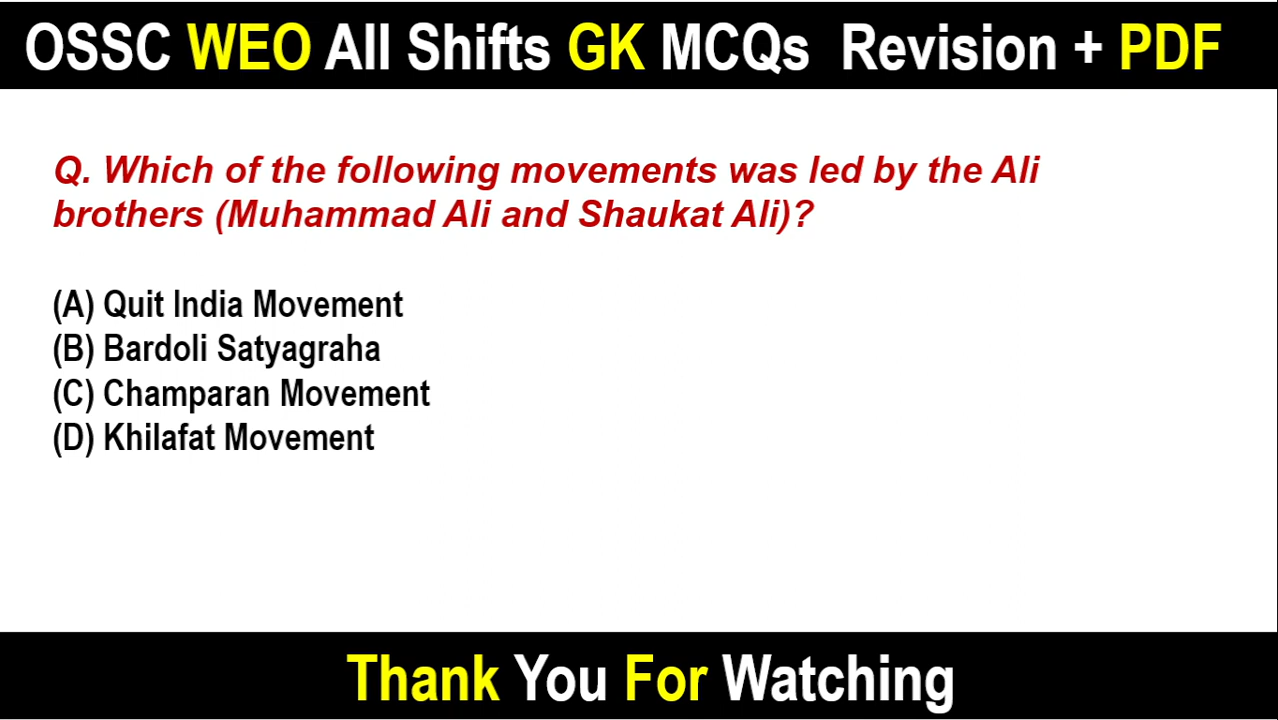 OSSC WEO All Shifts GK MCQs Revision + PDF
Q. Which of the following movements was led by the Ali
brothers (Muhammad Ali and Shaukat Ali)?
(A) Quit India Movement
(B) Bardoli Satyagraha
(C) Champaran Movement
(D) Khilafat Movement
Thank You For Watching